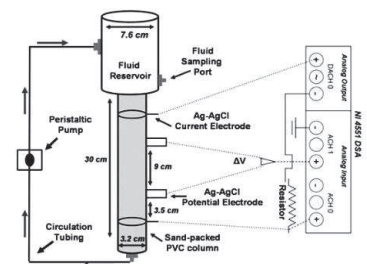 7.6 cm
Fluid
Reservoir
Fluid
Sampling
Port
Ag-AgCl
Current Electrode
Peristaltic
Pump
30 cm
9 cm
ΔV
Ag-AgCl
Potential Electrode
3.5 cm
3.2 cm
Circulation
Tubing
Sand-packed
PVC column
Resistor
Analog Output
DACH 0
+
~
-
NI 4551 DSA
Analog Input
ACH 1
-
+
ACH 0
-
+